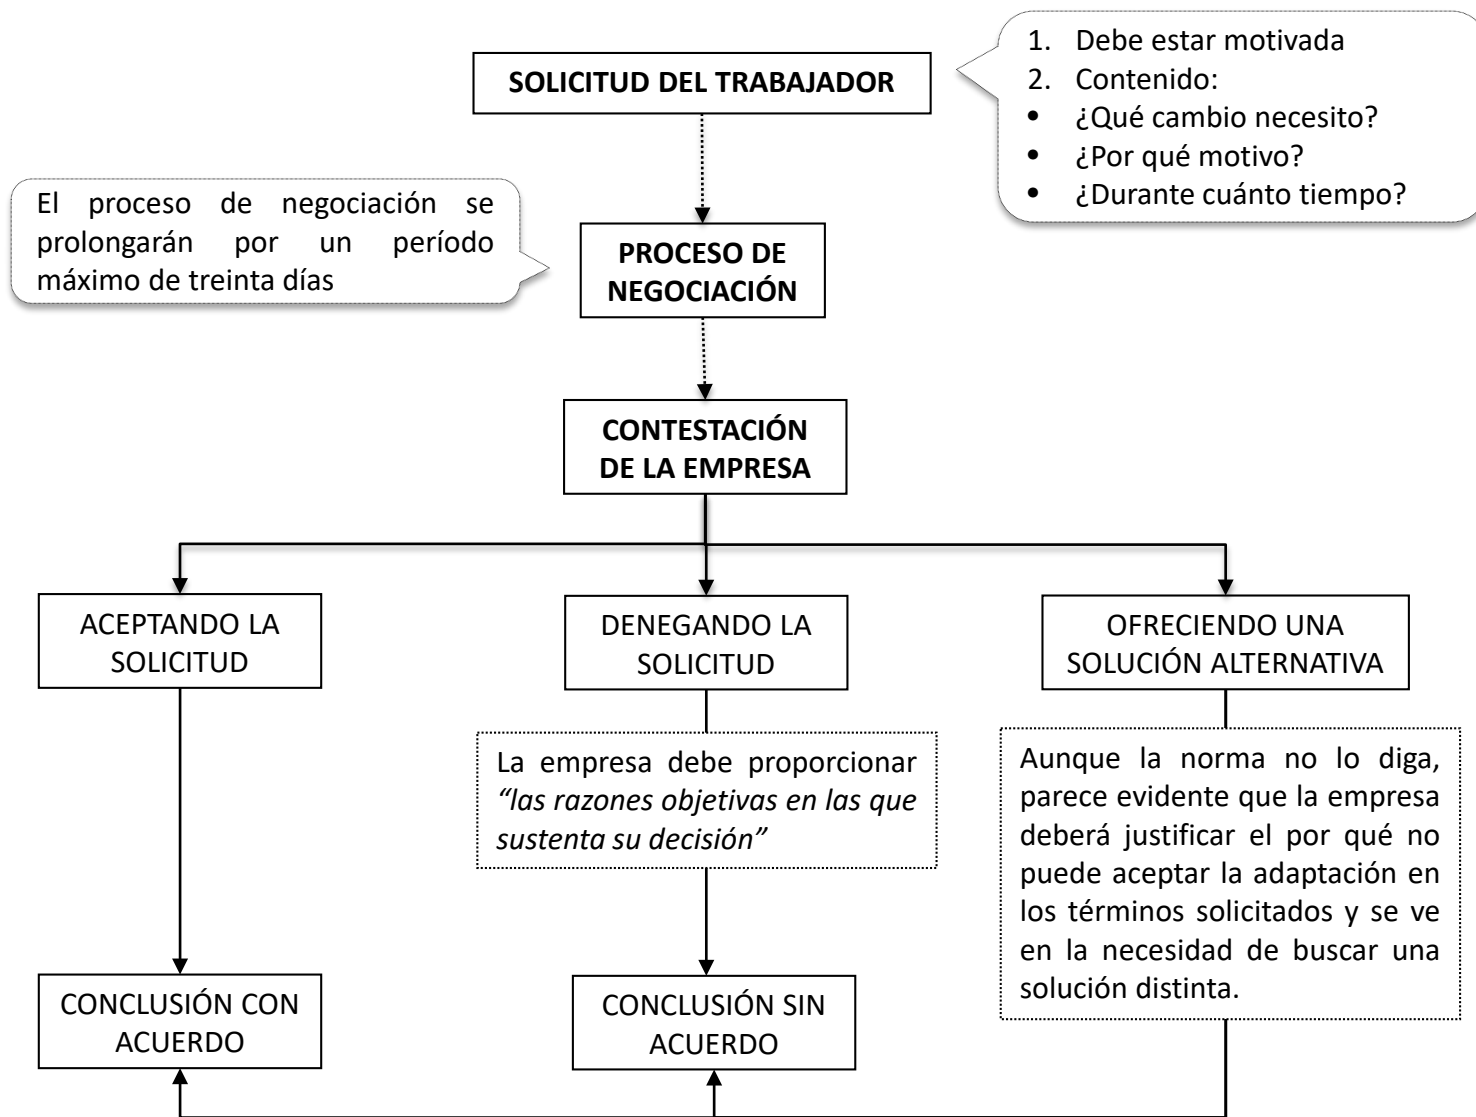 SOLICITUD DEL TRABAJADOR
1. Debe estar motivada
2. Contenido:
• ¿Qué cambio necesito?
• ¿Por qué motivo?
• ¿Durante cuánto tiempo?
El proceso de negociación se
prolongarán por un período
máximo de treinta días
PROCESO DE
NEGOCIACIÓN
CONTESTACIÓN
DE LA EMPRESA
ACEPTANDO LA
SOLICITUD
DENEGANDO LA
SOLICITUD
OFRECIENDO UNA
SOLUCIÓN ALTERNATIVA
La empresa debe proporcionar
“las razones objetivas en las que
sustenta su decisión”
Aunque la norma no lo diga,
parece evidente que la empresa
deberá justificar el por qué no
puede aceptar la adaptación en
los términos solicitados y se ve
en la necesidad de buscar una
solución distinta.
CONCLUSIÓN CON
ACUERDO
CONCLUSIÓN SIN
ACUERDO